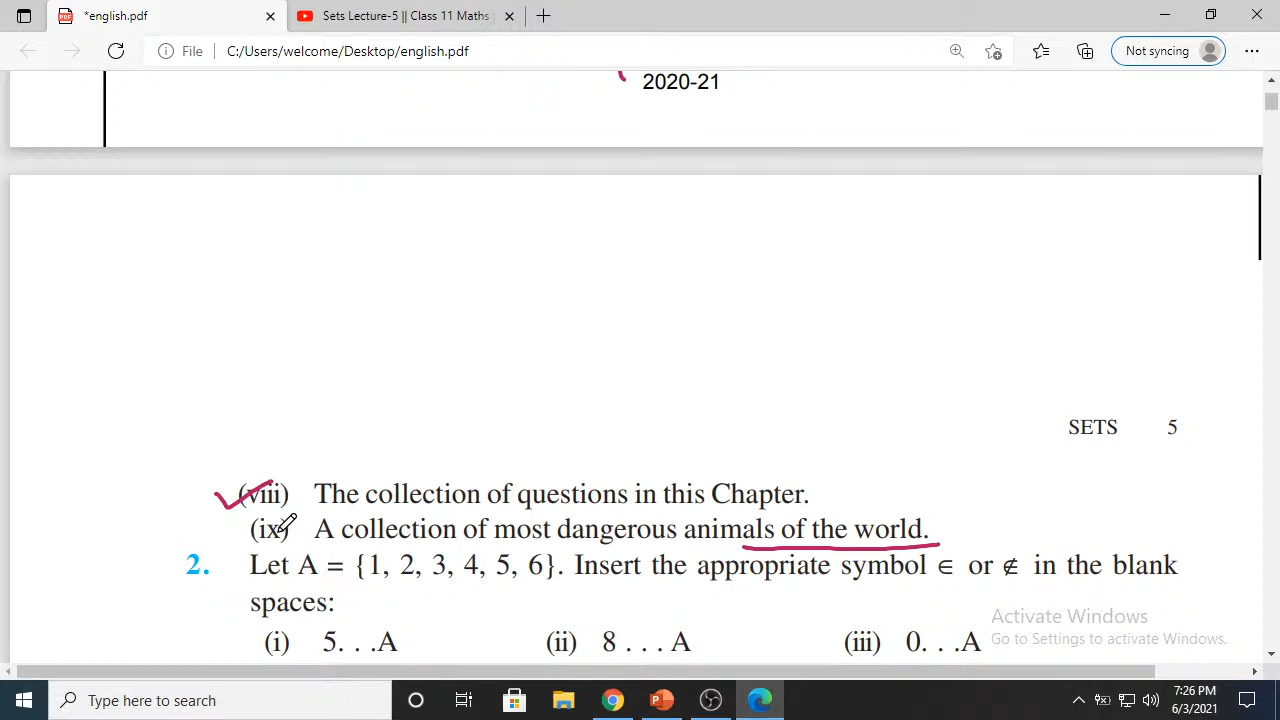 *english.pdf
Sets Lecture-5 || Class 11 Maths
File
C:/Users/welcome/Desktop/english.pdf
Not syncing
2020-21
SETS 5
(viii) The collection of questions in this Chapter.
(ix) A collection of most dangerous animals of the world.
2. Let A = {1, 2, 3, 4, 5, 6}. Insert the appropriate symbol ∈ or ∉ in the blank
spaces:
(i) 5. . .A (ii) 8 . . . A (iii) 0. . .A
Activate Windows
Go to Settings to activate Windows.
Type here to search
7:26 PM
6/3/2021